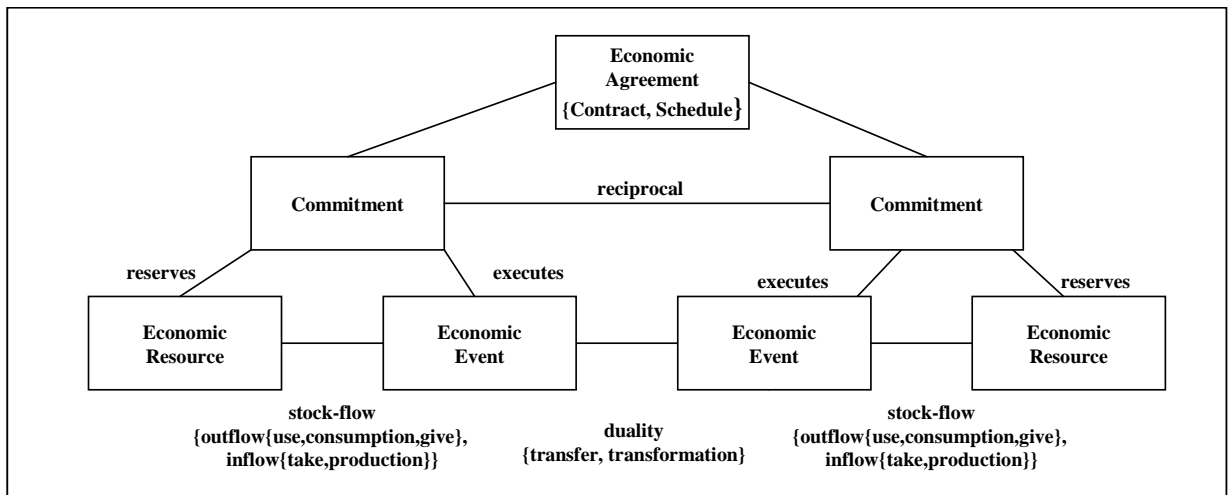 Economic
Agreement
{Contract, Schedule}
Commitment
reciprocal
Commitment
reserves
executes
executes
reserves
Economic
Resource
Economic
Event
Economic
Event
Economic
Resource
stock-flow
{outflow{use,consumption,give},
inflow{take,production}}
duality
{transfer, transformation}
stock-flow
{outflow{use,consumption,give},
inflow{take,production}}